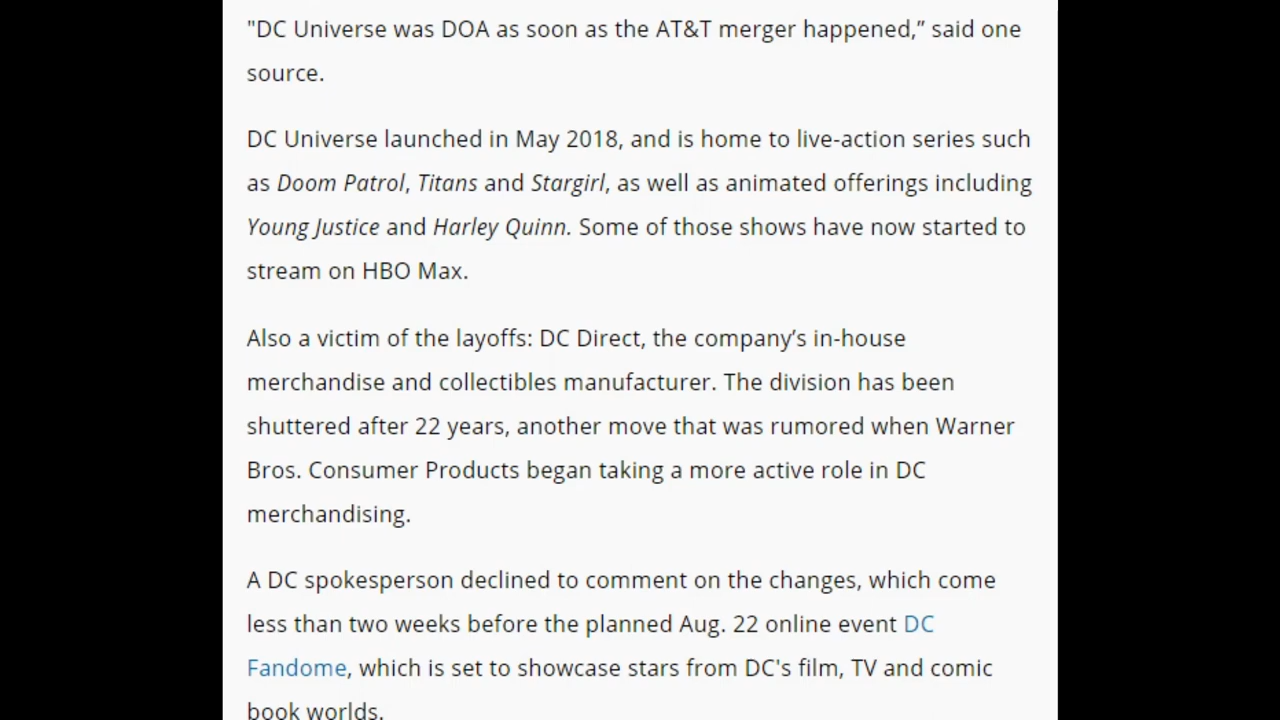 "DC Universe was DOA as soon as the AT&T merger happened,” said one
source.
DC Universe launched in May 2018, and is home to live-action series such
as Doom Patrol, Titans and Stargirl, as well as animated offerings including
Young Justice and Harley Quinn. Some of those shows have now started to
stream on HBO Max.
Also a victim of the layoffs: DC Direct, the company’s in-house
merchandise and collectibles manufacturer. The division has been
shuttered after 22 years, another move that was rumored when Warner
Bros. Consumer Products began taking a more active role in DC
merchandising.
A DC spokesperson declined to comment on the changes, which come
less than two weeks before the planned Aug. 22 online event DC
Fandome, which is set to showcase stars from DC's film, TV and comic
book worlds.